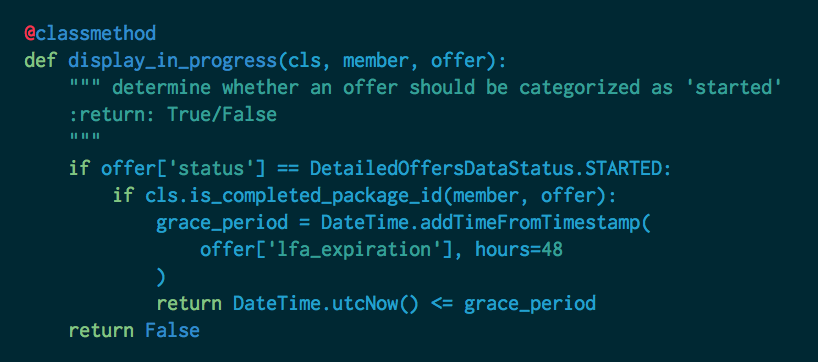 @classmethod
def display_in_progress(cls, member, offer):
    """ determine whether an offer should be categorized as 'started'
    :return: True/False
    """
    if offer['status'] == DetailedOffersDataStatus.STARTED:
        if cls.is_completed_package_id(member, offer):
            grace_period = DateTime.addTimeFromTimestamp(
                offer['lfa_expiration'], hours=48
            )
            return DateTime.utcNow() <= grace_period
    return False